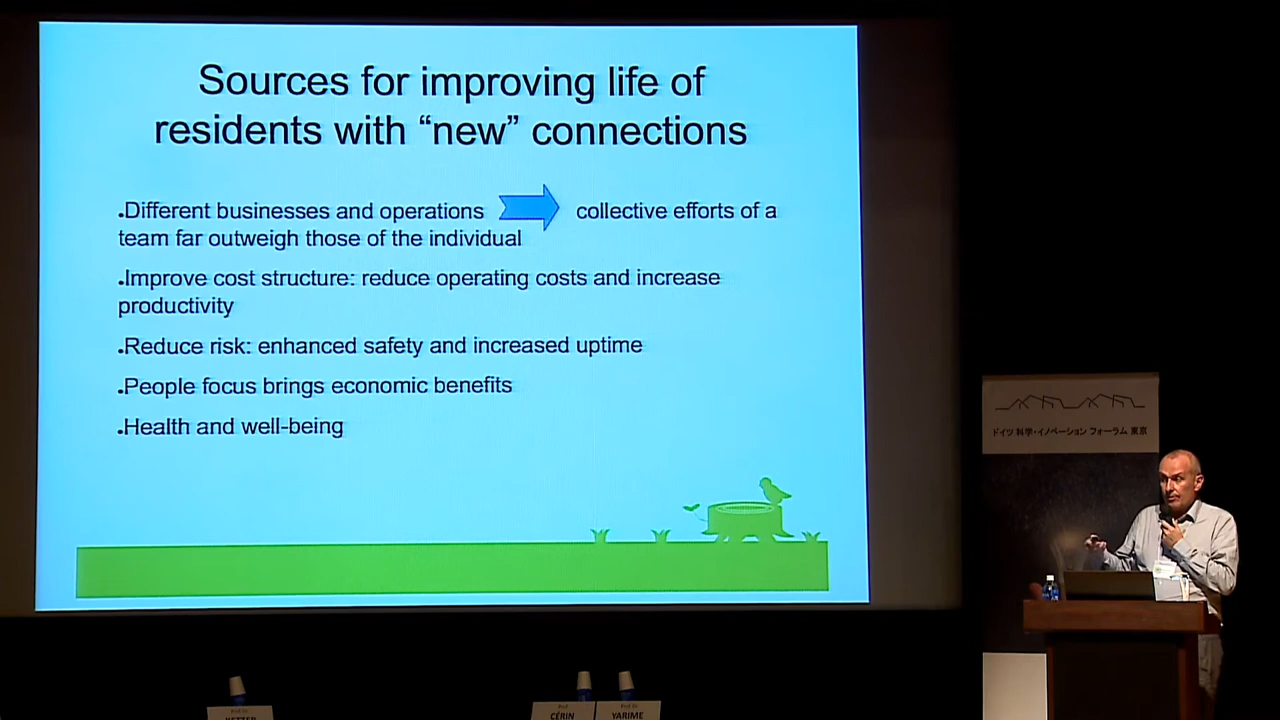 Sources for improving life of
residents with “new” connections
.Different businesses and operations collective efforts of a
team far outweigh those of the individual
.Improve cost structure: reduce operating costs and increase
productivity
.Reduce risk: enhanced safety and increased uptime
.People focus brings economic benefits
.Health and well-being
ドイツ 科学・イノベーション フォーラム 東京
Prof
CÉRIN
YARIME